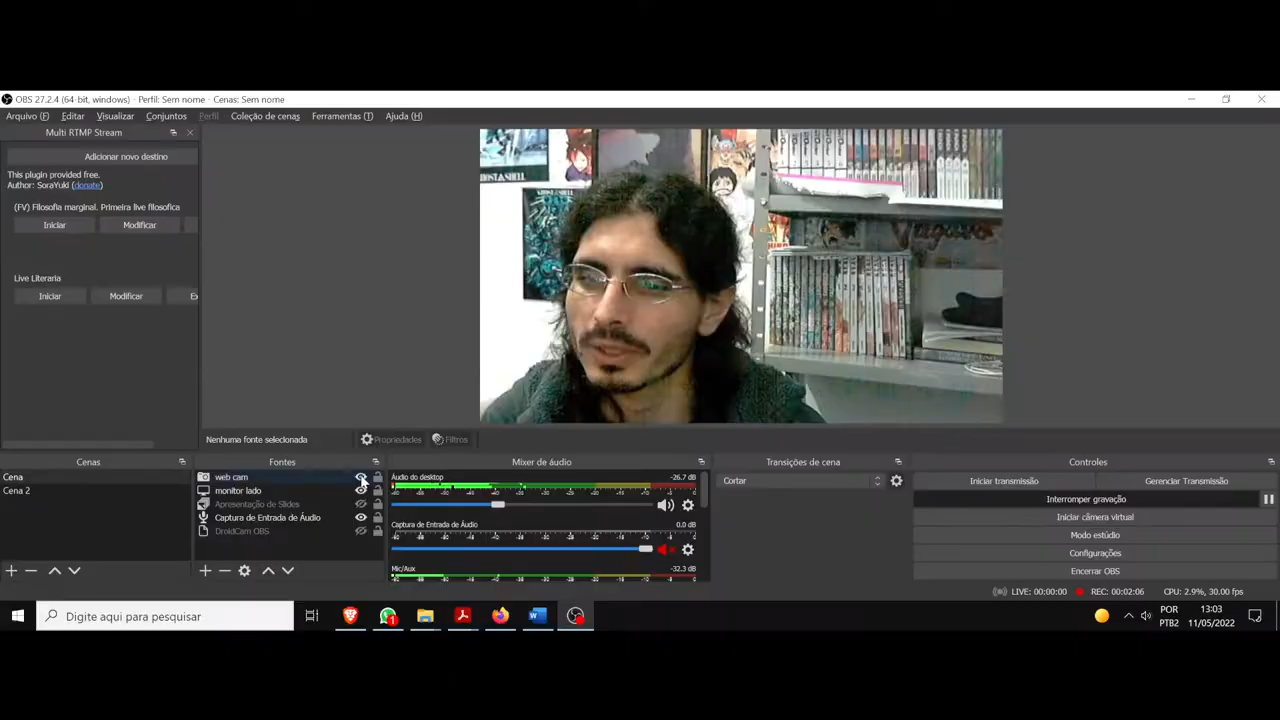 OBS 27.2.4 (64-bit, windows) - Perfil: Sem nome - Cenas: Sem nome
Arquivo (F) Editar Visualizar Conjuntos Perfil Coleção de cenas Ferramentas (T) Ajuda (H)
Multi RTMP Stream
Adicionar novo destino
This plugin provided free.
Author: SoraYuki (donate)
(FV) Filosofia marginal. Primeira live filosofica
Iniciar Modificar
Live Literaria
Iniciar Modificar
Nenhuma fonte selecionada Propriedades Filtros
Cenas
Cena
Cena 2
Fontes
web cam
monitor lado
Apresentação de Slides
Captura de Entrada de Áudio
DroidCam OBS
Mixer de áudio
Áudio do desktop -26.7 dB
Captura de Entrada de Áudio 0.0 dB
Mic/Aux -32.3 dB
Transições de cena
Cortar
Controles
Iniciar transmissão Gerenciar Transmissão
Interromper gravação
Iniciar câmera virtual
Modo estúdio
Configurações
Encerrar OBS
LIVE: 00:00:00 REC: 00:02:06 CPU: 2.9%, 30.00 fps
Digite aqui para pesquisar
1
W
POR
PTB2
13:03
11/05/2022